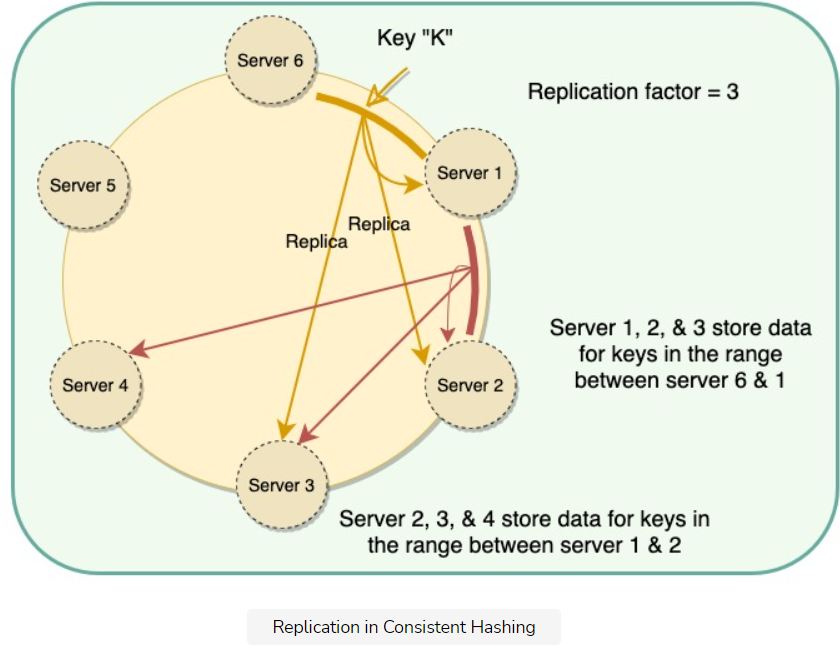 Key "K"
Server 6
Replication factor = 3
Server 1
Server 5
Replica
Replica
Server 1, 2, & 3 store data
for keys in the range
between server 6 & 1
Server 4
Server 2
Server 3
Server 2, 3, & 4 store data for keys in
the range between server 1 & 2
Replication in Consistent Hashing